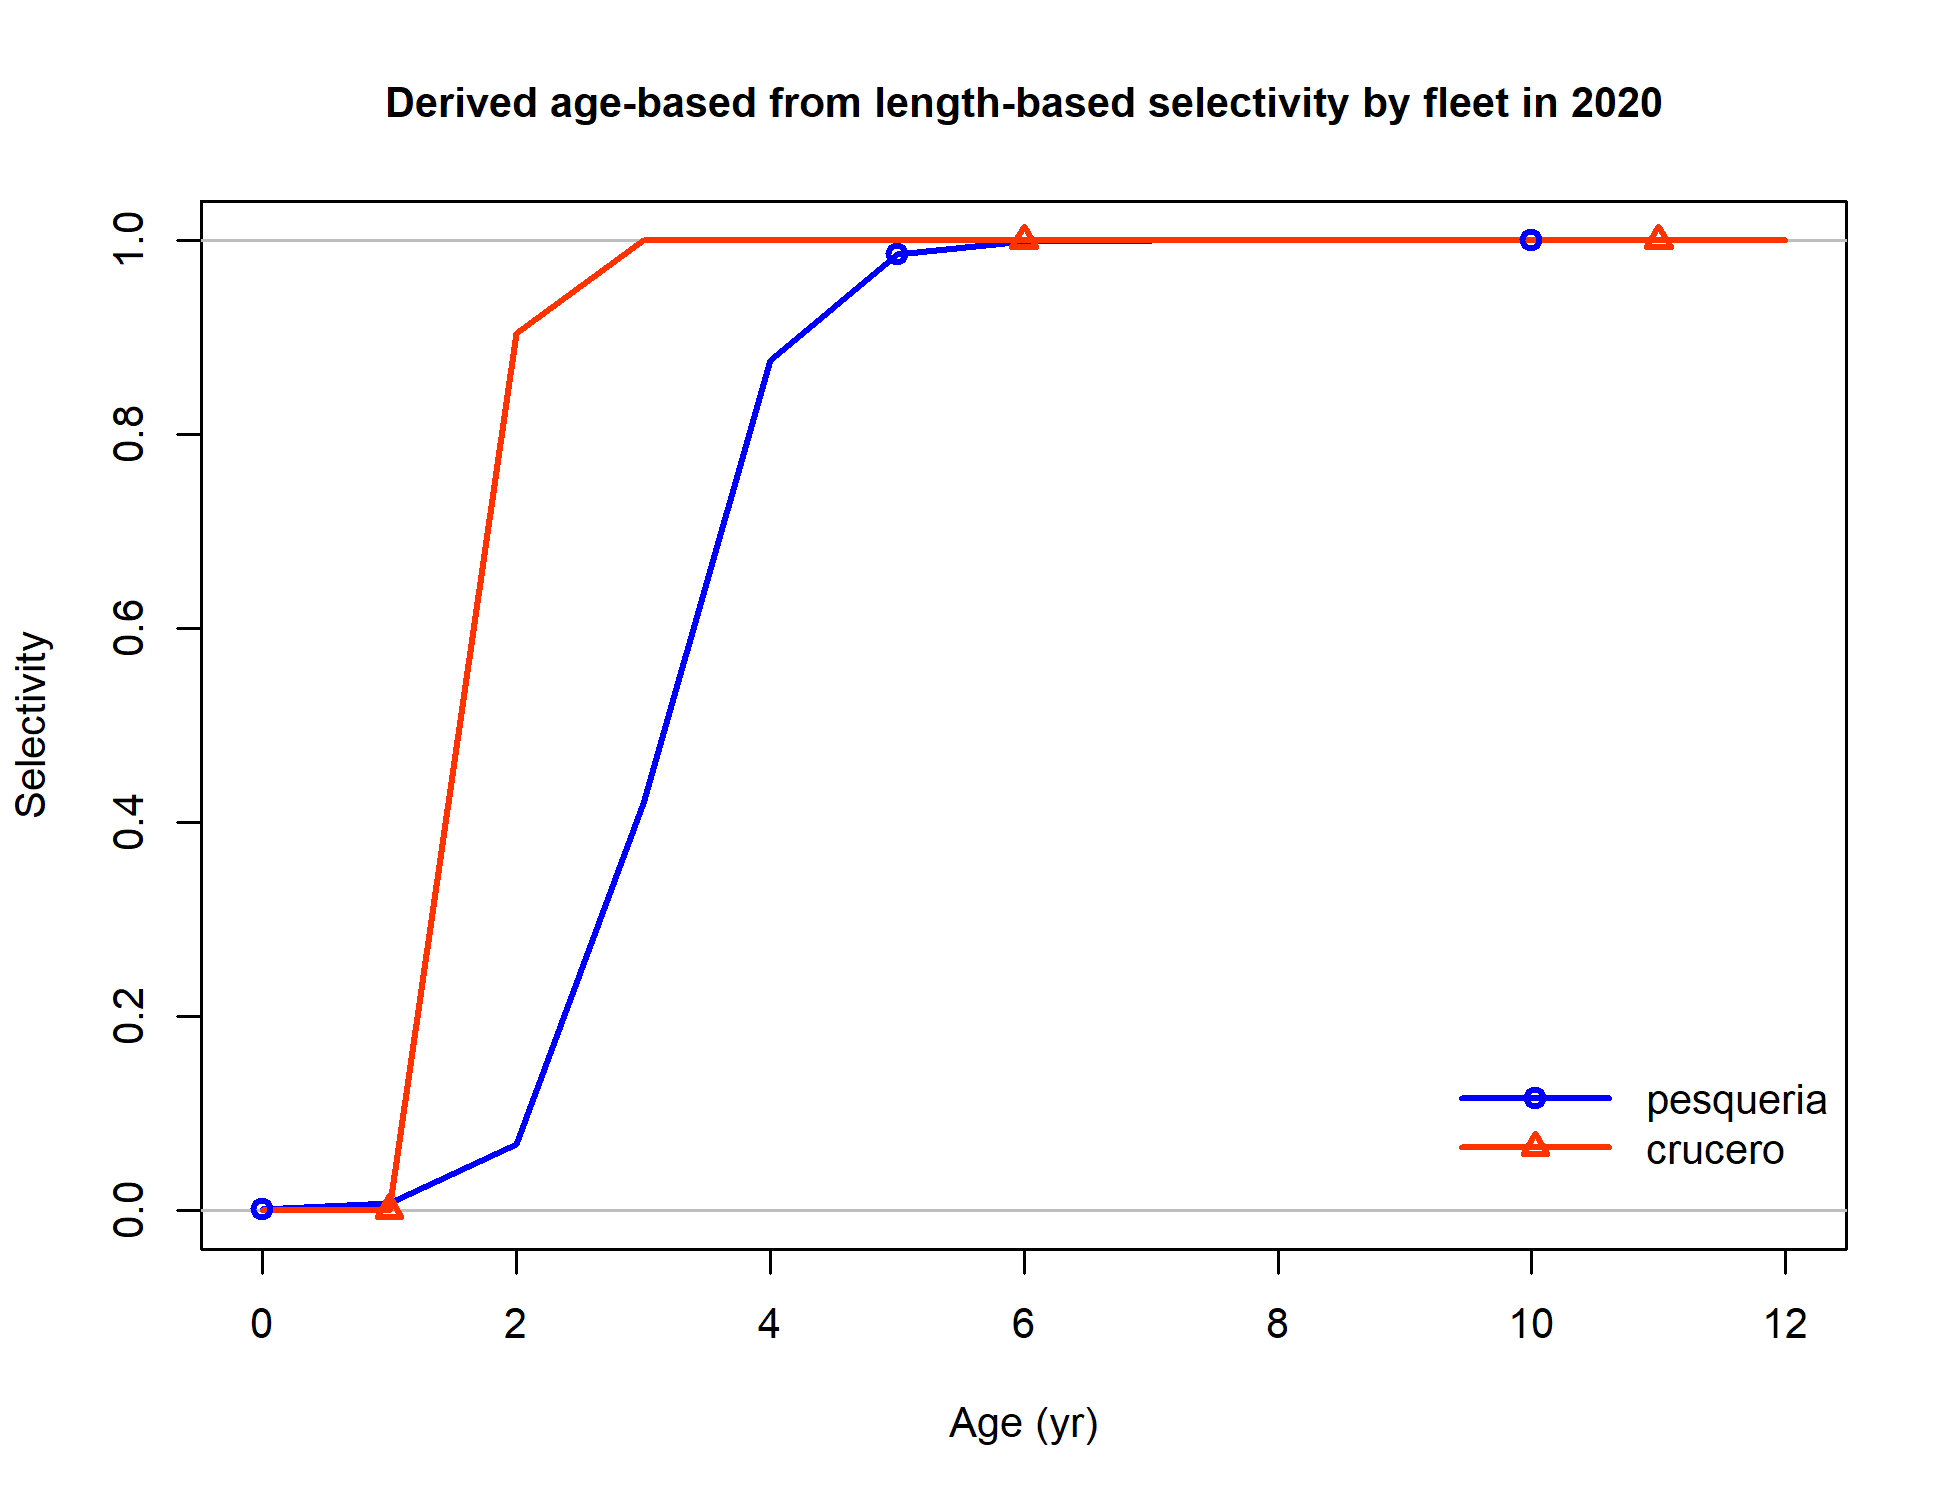 Derived age-based from length-based selectivity by fleet in 2020
Selectivity
1.0
0.8
0.6
0.4
0.2
0.0
pesqueria
crucero
0 2 4 6 8 10 12
Age (yr)